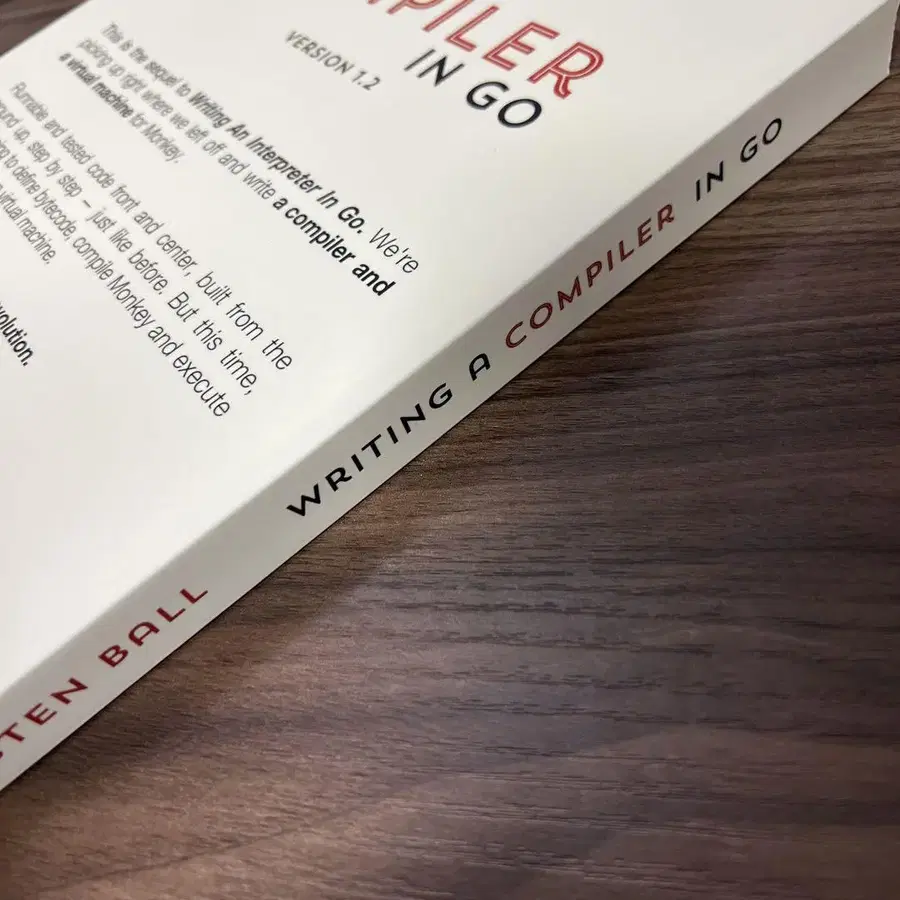 PILER
IN GO
VERSION 1.2
This is the sequel to Writing An Interpreter In Go. We're
picking up right where we left off and write a compiler and
a virtual machine for Monkey.
Runnable and tested code front and center, built from the
ound up, step by step – just like before. But this time,
ing to define bytecode, compile Monkey and execute
virtual machine.
volution.
WRITING A COMPILER IN GO
STEN BALL